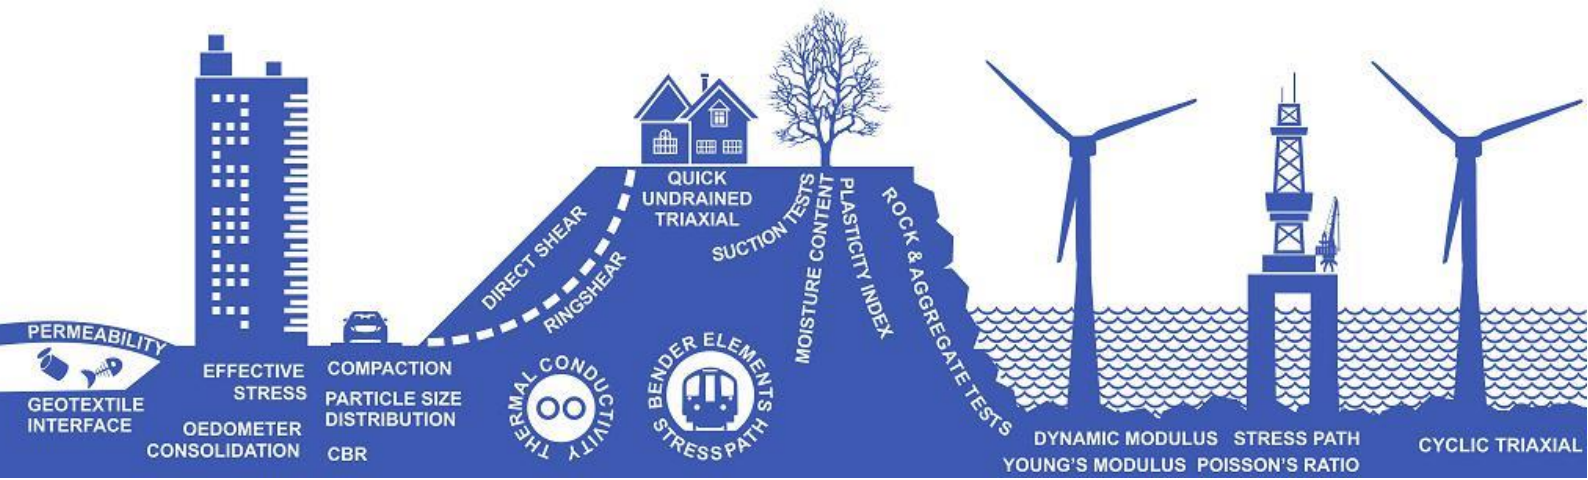 PERMEABILITY
GEOTEXTILE
INTERFACE
EFFECTIVE
STRESS
OEDOMETER
CONSOLIDATION
COMPACTION
PARTICLE SIZE
DISTRIBUTION
CBR
DIRECT SHEAR
RINGSHEAR
THERMAL CONDUCTIVITY
QUICK
UNDRAINED
TRIAXIAL
BENDER ELEMENTS
STRESS PATH
SUCTION TESTS
MOISTURE CONTENT
PLASTICITY INDEX
ROCK & AGGREGATE TESTS
DYNAMIC MODULUS
YOUNG'S MODULUS
STRESS PATH
POISSON'S RATIO
CYCLIC TRIAXIAL